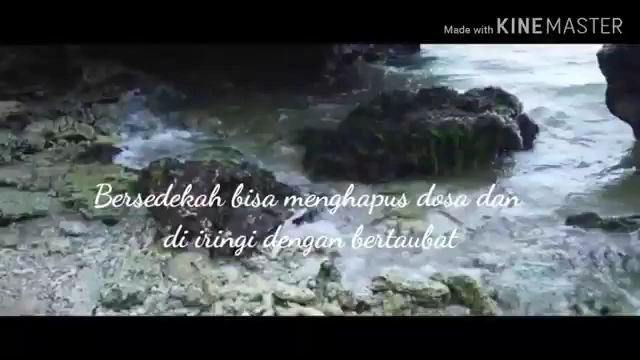 Made with KINEMASTER
Bersedekah bisa menghapus dosa dan
di iringi dengan bertaubat